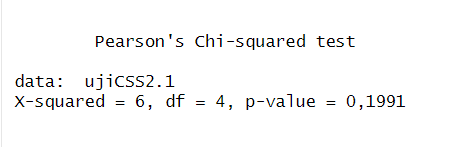 Pearson's Chi-squared test
data: ujiCSS2.1
X-squared = 6, df = 4, p-value = 0,1991